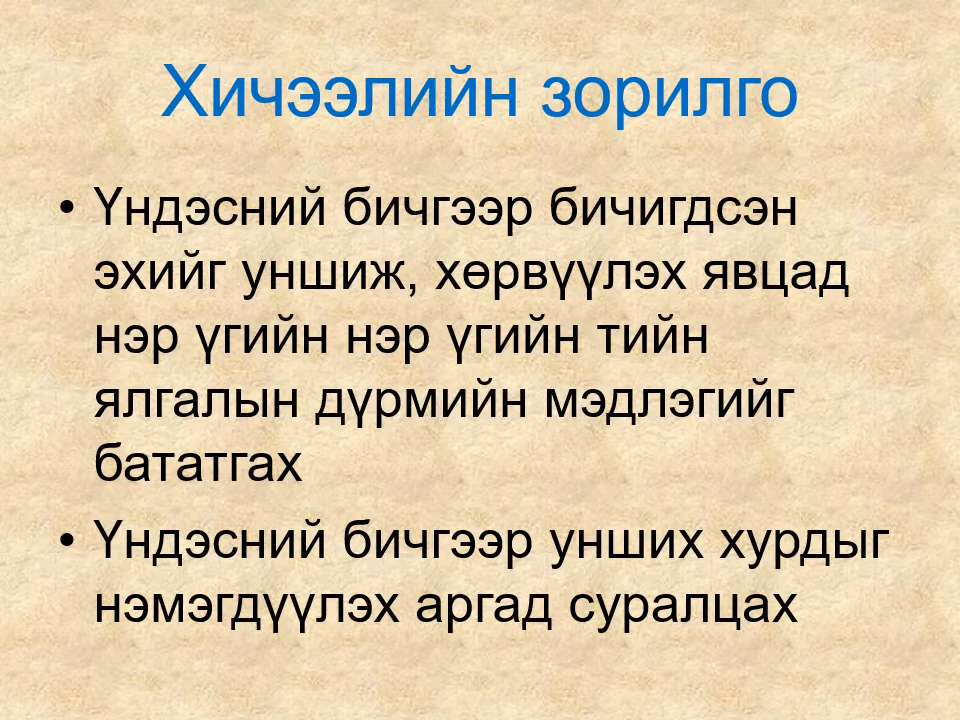 Хичээлийн зорилго
• Үндэсний бичгээр бичигдсэн
эхийг уншиж, хөрвүүлэх явцад
нэр үгийн нэр үгийн тийн
ялгалын дүрмийн мэдлэгийг
бататгах
• Үндэсний бичгээр унших хурдыг
нэмэгдүүлэх аргад суралцах